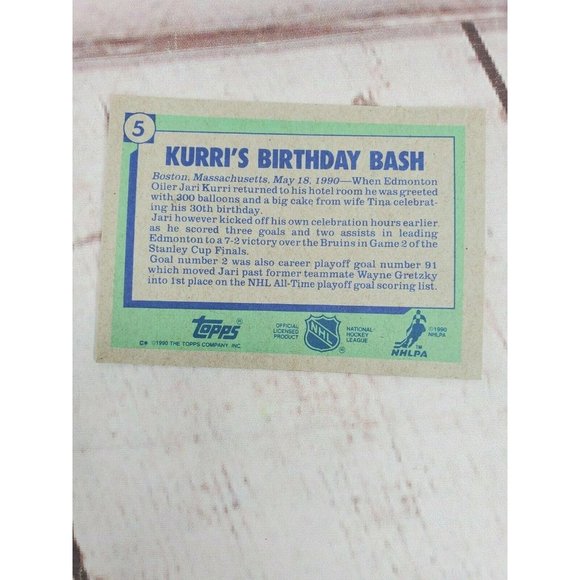 5
KURRI'S BIRTHDAY BASH
Boston, Massachusetts, May 18, 1990—When Edmonton
Oiler Jari Kurri returned to his hotel room he was greeted
with 300 balloons and a big cake from wife Tina celebrat-
ing his 30th birthday.
Jari however kicked off his own celebration hours earlier
as he scored three goals and two assists in leading
Edmonton to a 7-2 victory over the Bruins in Game 2 of the
Stanley Cup Finals.
Goal number 2 was also career playoff goal number 91
which moved Jari past former teammate Wayne Gretzky
into 1st place on the NHL All-Time playoff goal scoring list.
Topps ®
C* ©1990 THE TOPPS COMPANY, INC.
OFFICIAL
LICENSED
PRODUCT
NHL ®
NATIONAL
HOCKEY
LEAGUE
©1990
NHLPA
TM
NHLPA